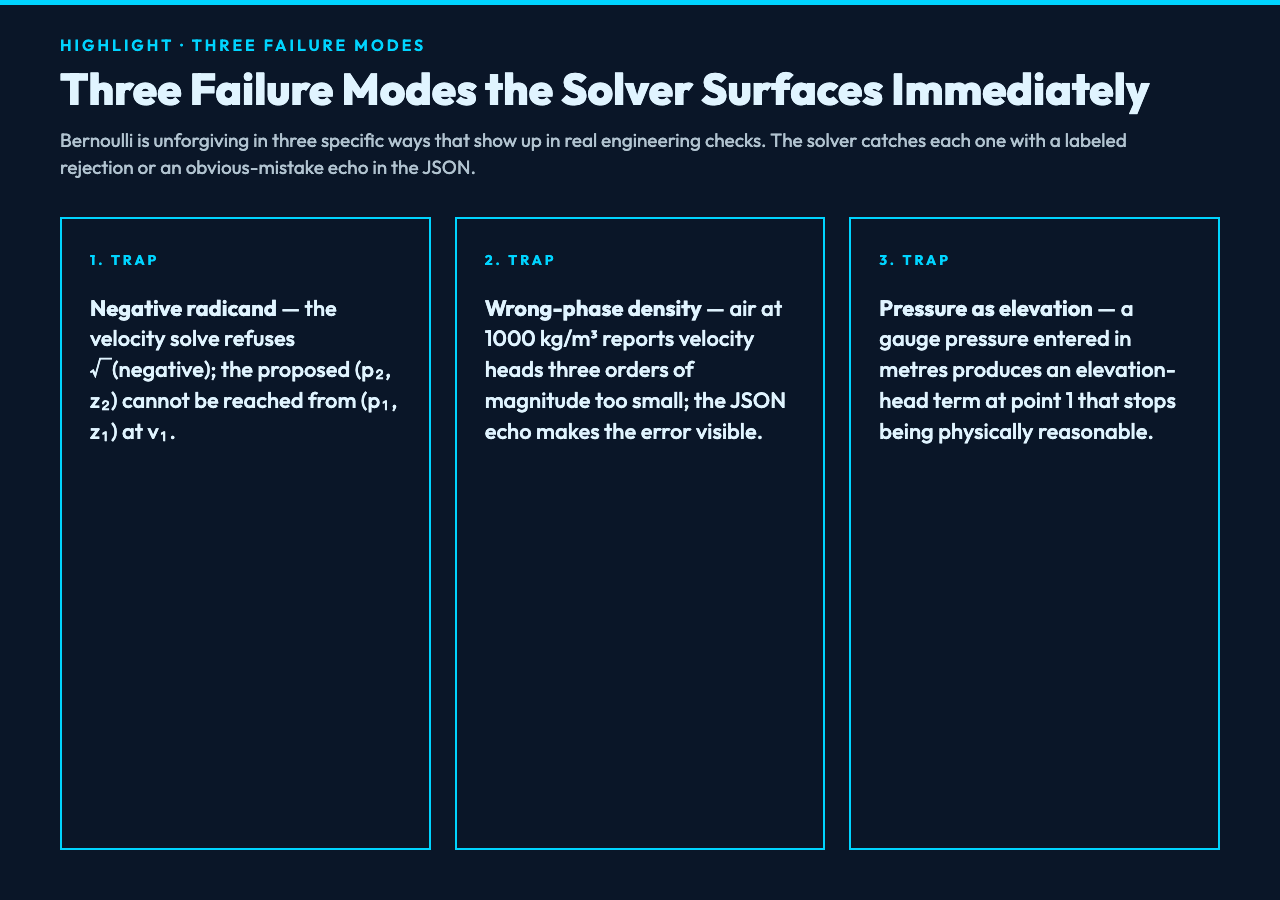 HIGHLIGHT · THREE FAILURE MODES
Three Failure Modes the Solver Surfaces Immediately
Bernoulli is unforgiving in three specific ways that show up in real engineering checks. The solver catches each one with a labeled
rejection or an obvious-mistake echo in the JSON.
1. TRAP
Negative radicand — the
velocity solve refuses
√(negative); the proposed (p₂,
z₂) cannot be reached from (p₁,
z₁) at v₁.
2. TRAP
Wrong-phase density — air at
1000 kg/m³ reports velocity
heads three orders of
magnitude too small; the JSON
echo makes the error visible.
3. TRAP
Pressure as elevation — a
gauge pressure entered in
metres produces an elevation-
head term at point 1 that stops
being physically reasonable.